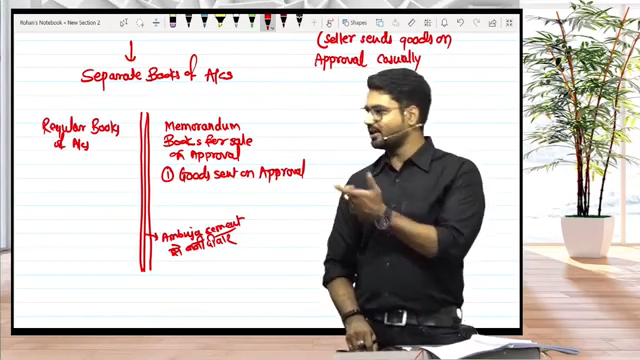 Rohan's Notebook - New Section 2
Shapes
(seller sends goods on
Approval casually
↓
Separate Books of A/cs
Regular Books
of A/cs
Memorandum
Books for sale
on Approval
① Goods sent on Approval
Ambuja cement
से बनी दीवार